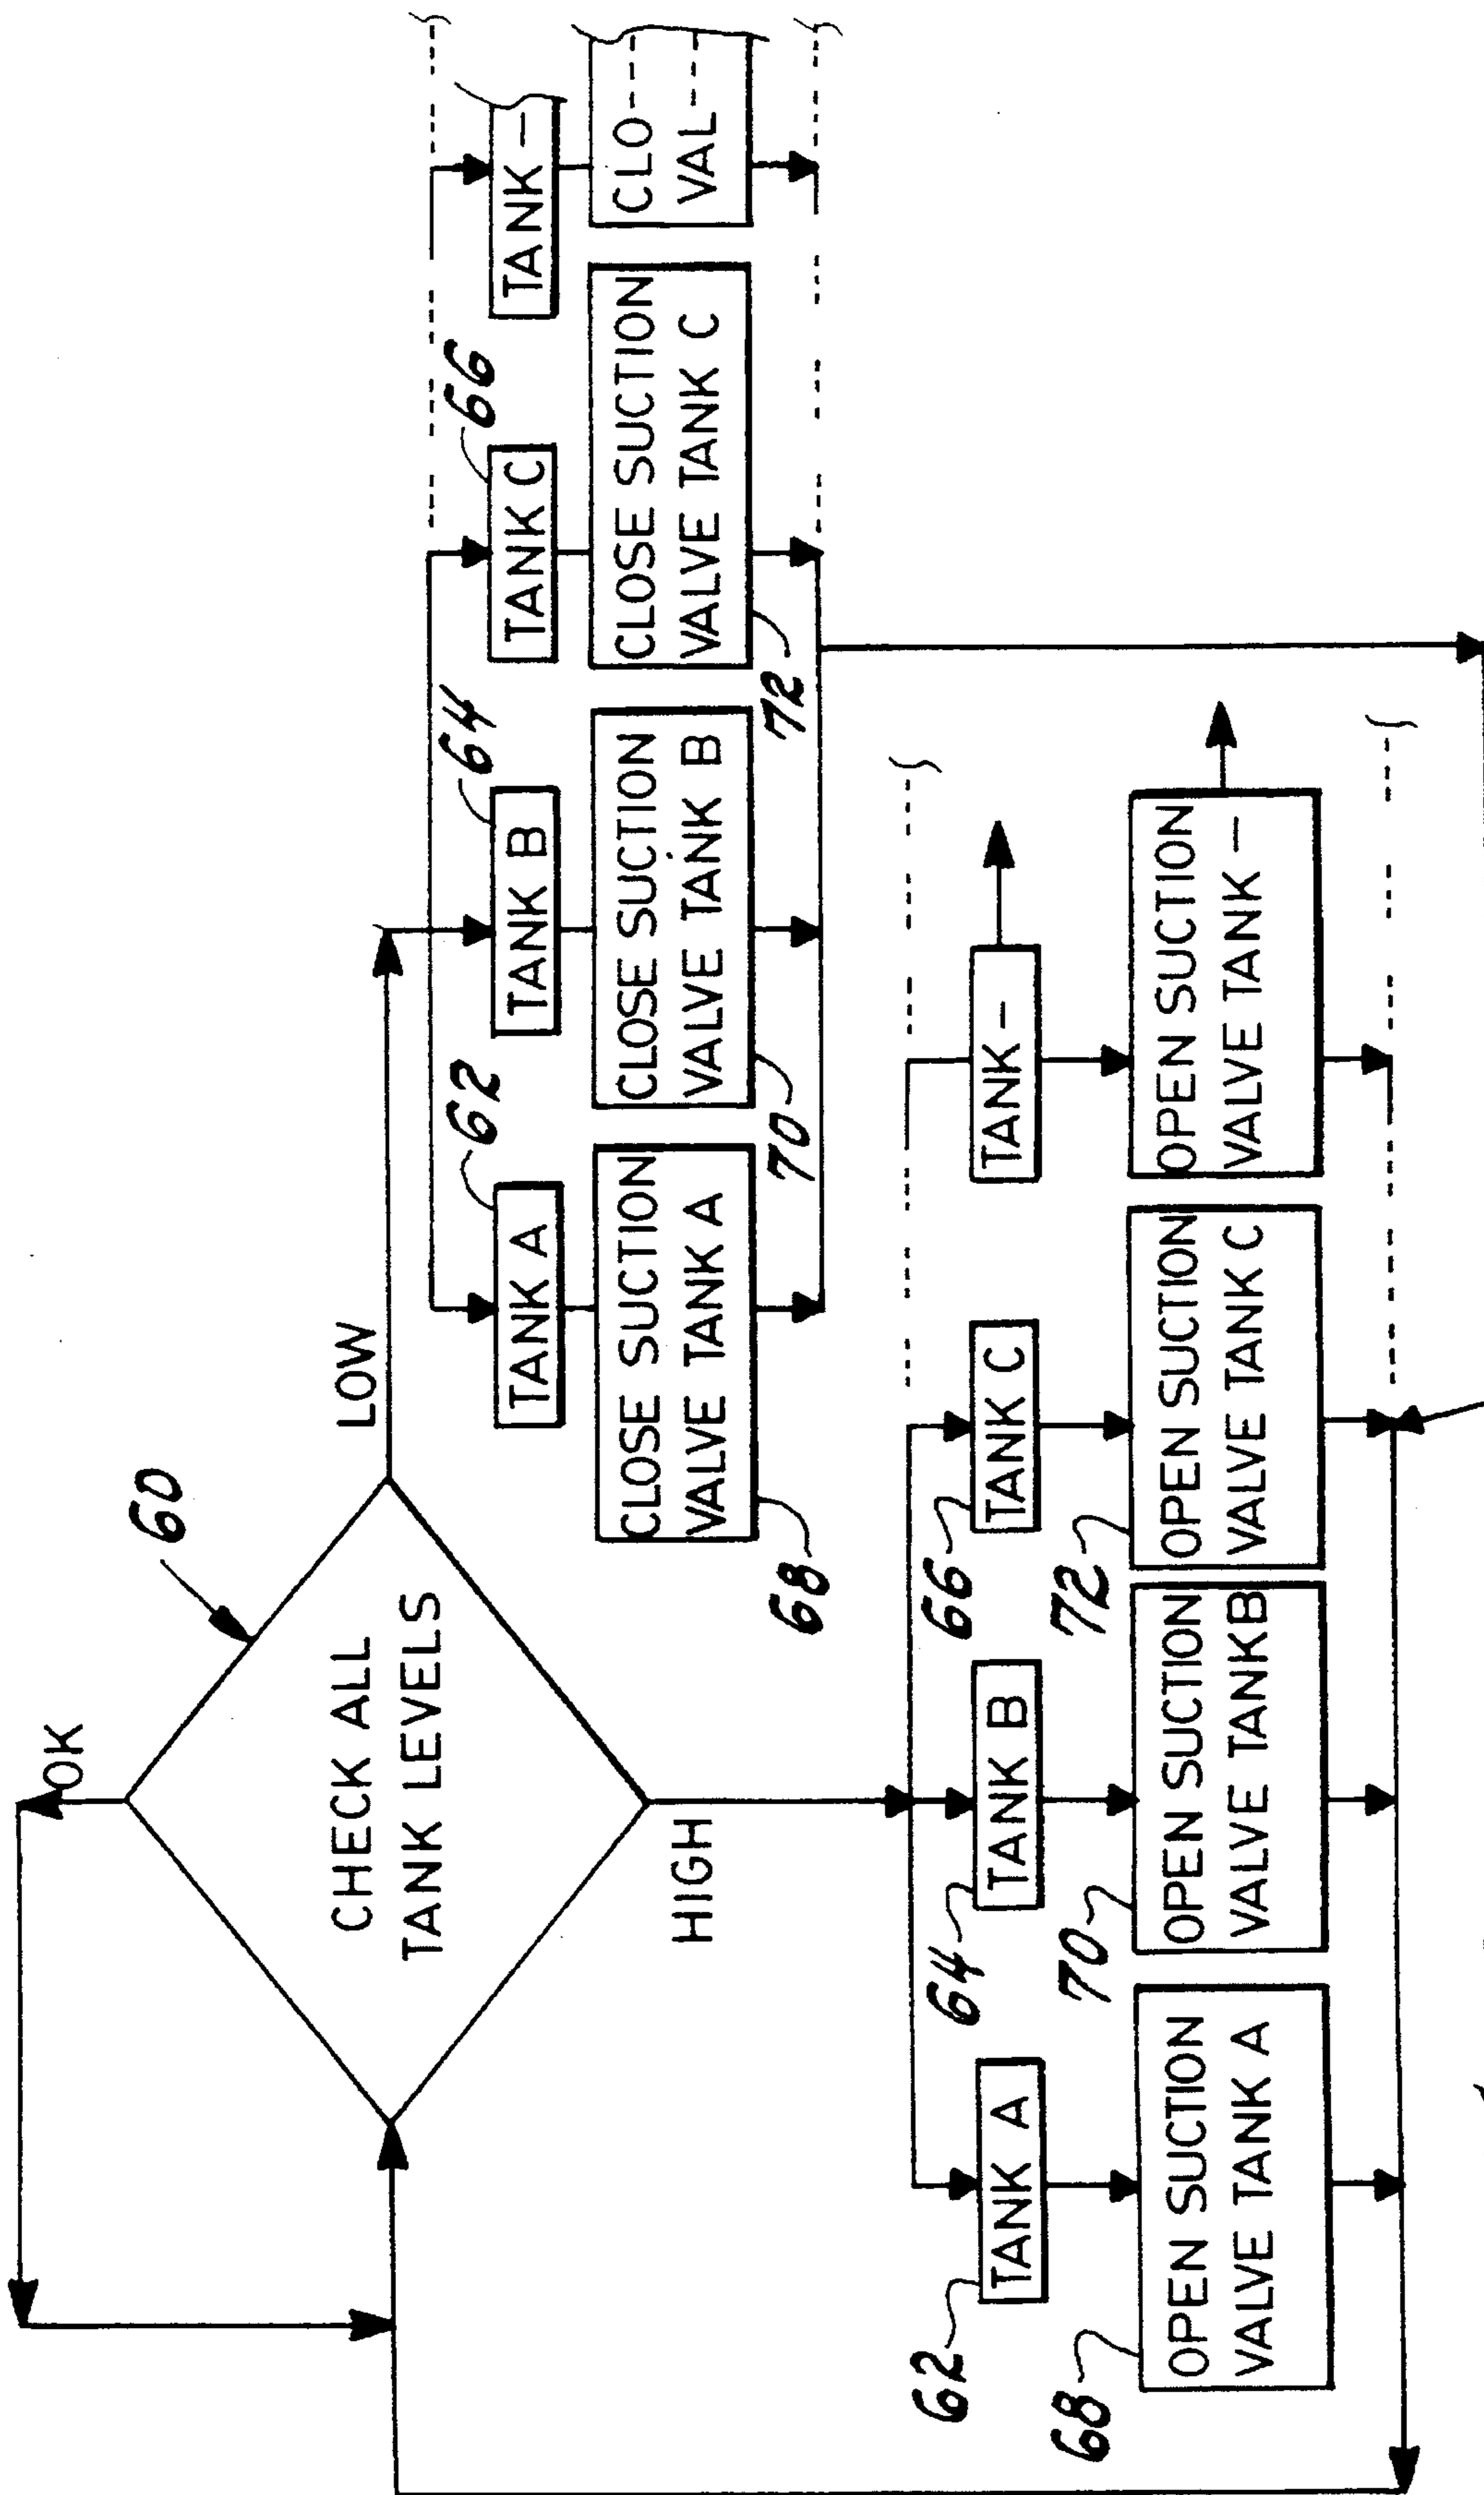 OK
60
CHECK ALL
TANK LEVELS
LOW
HIGH
62
TANK A
64
TANK B
66
TANK C
TANK –
CLOSE SUCTION
VALVE TANK A
68
CLOSE SUCTION
VALVE TANK B
70
CLOSE SUCTION
VALVE TANK C
72
CLO– – –
VAL– – –
62
TANK A
64
TANK B
66
TANK C
TANK –
68
OPEN SUCTION
VALVE TANK A
70
OPEN SUCTION
VALVE TANKB
72
OPEN SUCTION
VALVE TANK C
OPEN SUCTION
VALVE TANK –